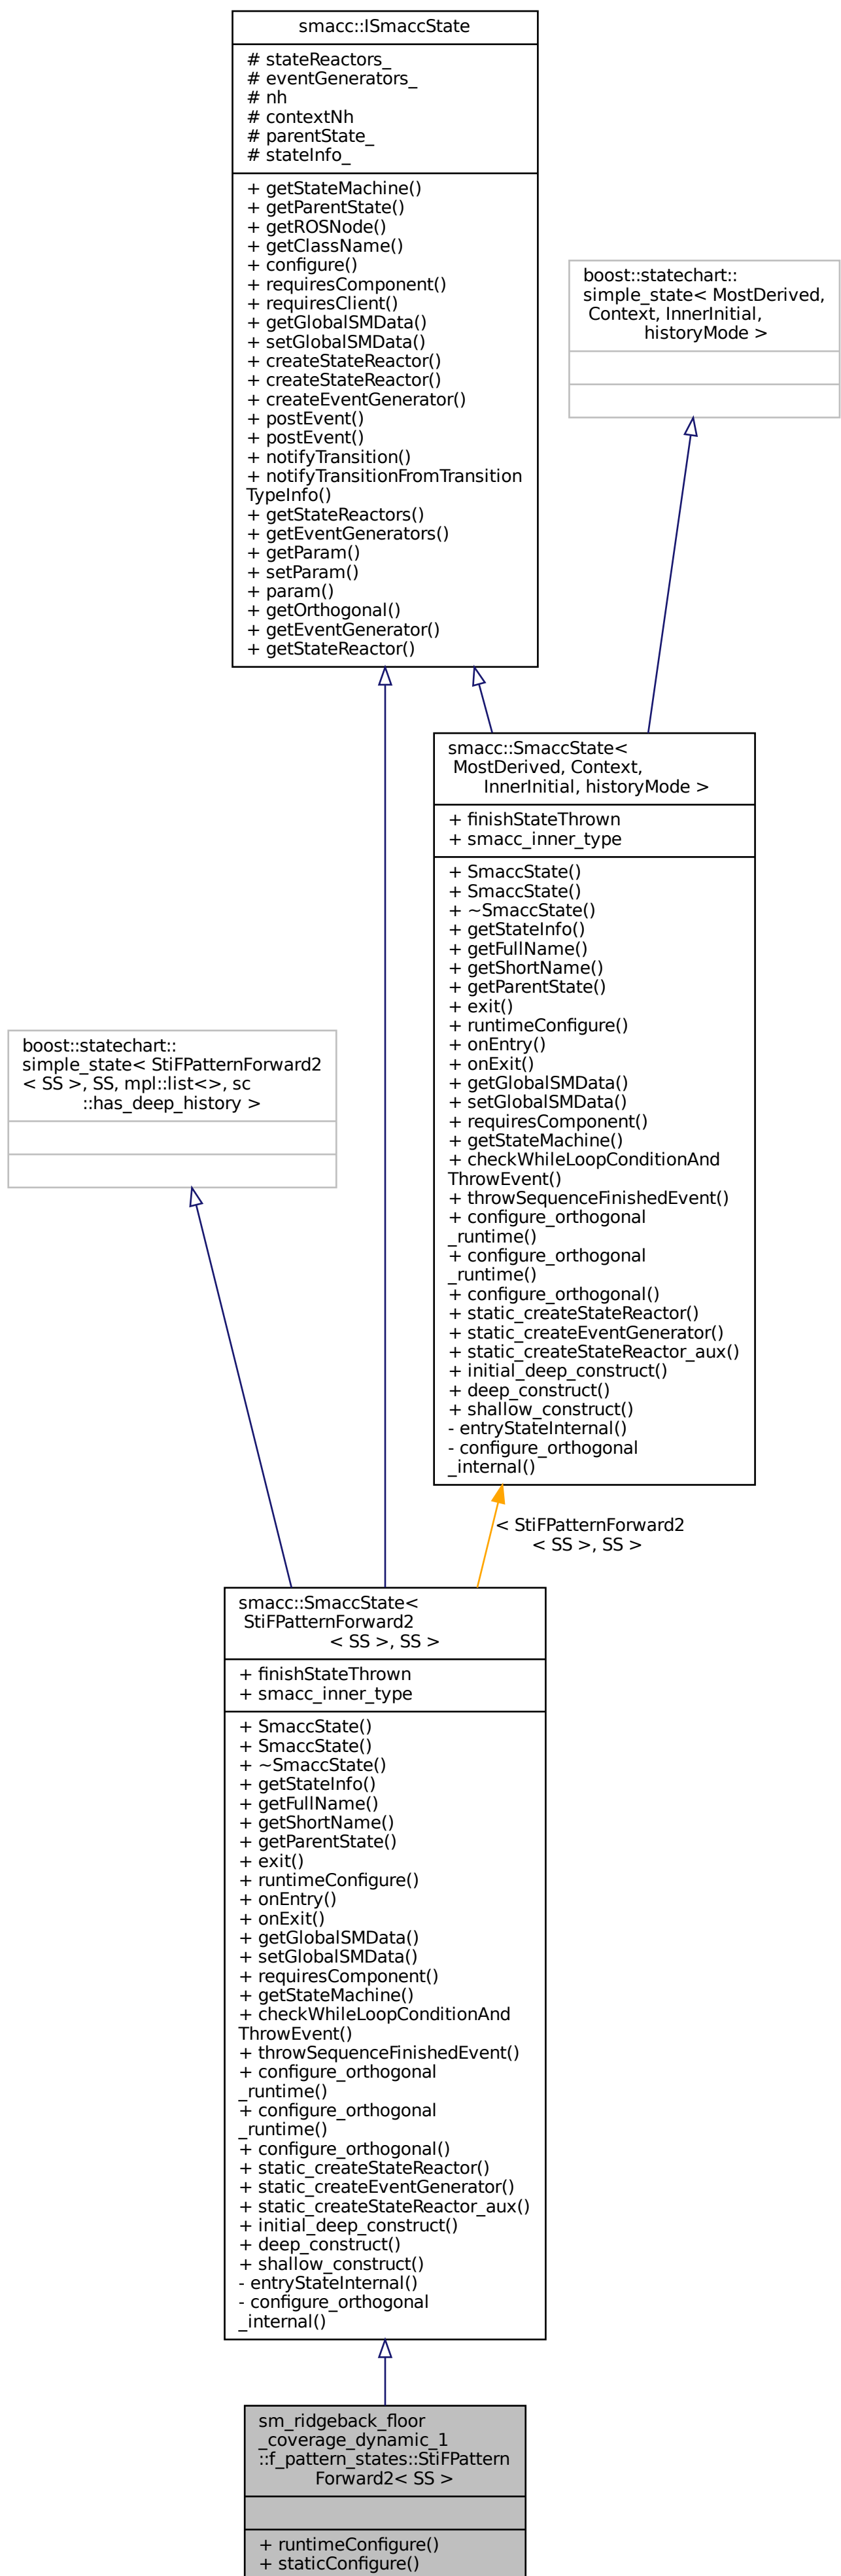 smacc::ISmaccState
# stateReactors_
# eventGenerators_
# nh
# contextNh
# parentState_
# stateInfo_
+ getStateMachine()
+ getParentState()
+ getROSNode()
+ getClassName()
+ configure()
+ requiresComponent()
+ requiresClient()
+ getGlobalSMData()
+ setGlobalSMData()
+ createStateReactor()
+ createStateReactor()
+ createEventGenerator()
+ postEvent()
+ postEvent()
+ notifyTransition()
+ notifyTransitionFromTransition
TypeInfo()
+ getStateReactors()
+ getEventGenerators()
+ getParam()
+ setParam()
+ param()
+ getOrthogonal()
+ getEventGenerator()
+ getStateReactor()
boost::statechart::
simple_state< MostDerived,
Context, InnerInitial,
historyMode >
smacc::SmaccState<
MostDerived, Context,
InnerInitial, historyMode >
+ finishStateThrown
+ smacc_inner_type
+ SmaccState()
+ SmaccState()
+ ~SmaccState()
+ getStateInfo()
+ getFullName()
+ getShortName()
+ getParentState()
+ exit()
+ runtimeConfigure()
+ onEntry()
+ onExit()
+ getGlobalSMData()
+ setGlobalSMData()
+ requiresComponent()
+ getStateMachine()
+ checkWhileLoopConditionAnd
ThrowEvent()
+ throwSequenceFinishedEvent()
+ configure_orthogonal
_runtime()
+ configure_orthogonal
_runtime()
+ configure_orthogonal()
+ static_createStateReactor()
+ static_createEventGenerator()
+ static_createStateReactor_aux()
+ initial_deep_construct()
+ deep_construct()
+ shallow_construct()
- entryStateInternal()
- configure_orthogonal
_internal()
boost::statechart::
simple_state< StiFPatternForward2
< SS >, SS, mpl::list<>, sc
::has_deep_history >
< StiFPatternForward2
< SS >, SS >
smacc::SmaccState<
StiFPatternForward2
< SS >, SS >
+ finishStateThrown
+ smacc_inner_type
+ SmaccState()
+ SmaccState()
+ ~SmaccState()
+ getStateInfo()
+ getFullName()
+ getShortName()
+ getParentState()
+ exit()
+ runtimeConfigure()
+ onEntry()
+ onExit()
+ getGlobalSMData()
+ setGlobalSMData()
+ requiresComponent()
+ getStateMachine()
+ checkWhileLoopConditionAnd
ThrowEvent()
+ throwSequenceFinishedEvent()
+ configure_orthogonal
_runtime()
+ configure_orthogonal
_runtime()
+ configure_orthogonal()
+ static_createStateReactor()
+ static_createEventGenerator()
+ static_createStateReactor_aux()
+ initial_deep_construct()
+ deep_construct()
+ shallow_construct()
- entryStateInternal()
- configure_orthogonal
_internal()
sm_ridgeback_floor
_coverage_dynamic_1
::f_pattern_states::StiFPattern
Forward2< SS >
+ runtimeConfigure()
+ staticConfigure()